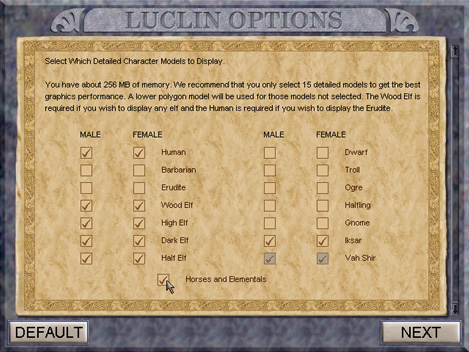 LUCLIN OPTIONS
Select Which Detailed Character Models to Display.
You have about 256 MB of memory. We recommend that you only select 15 detailed models to get the best
graphics performance. A lower polygon model will be used for those models not selected. The Wood Elf is
required if you wish to display any elf and the Human is required if you wish to display the Erudite.
MALE FEMALE MALE FEMALE
Human Dwarf
Barbarian Troll
Erudite Ogre
Wood Elf Halfling
High Elf Gnome
Dark Elf Iksar
Half Elf Vah Shir
Horses and Elementals
DEFAULT NEXT